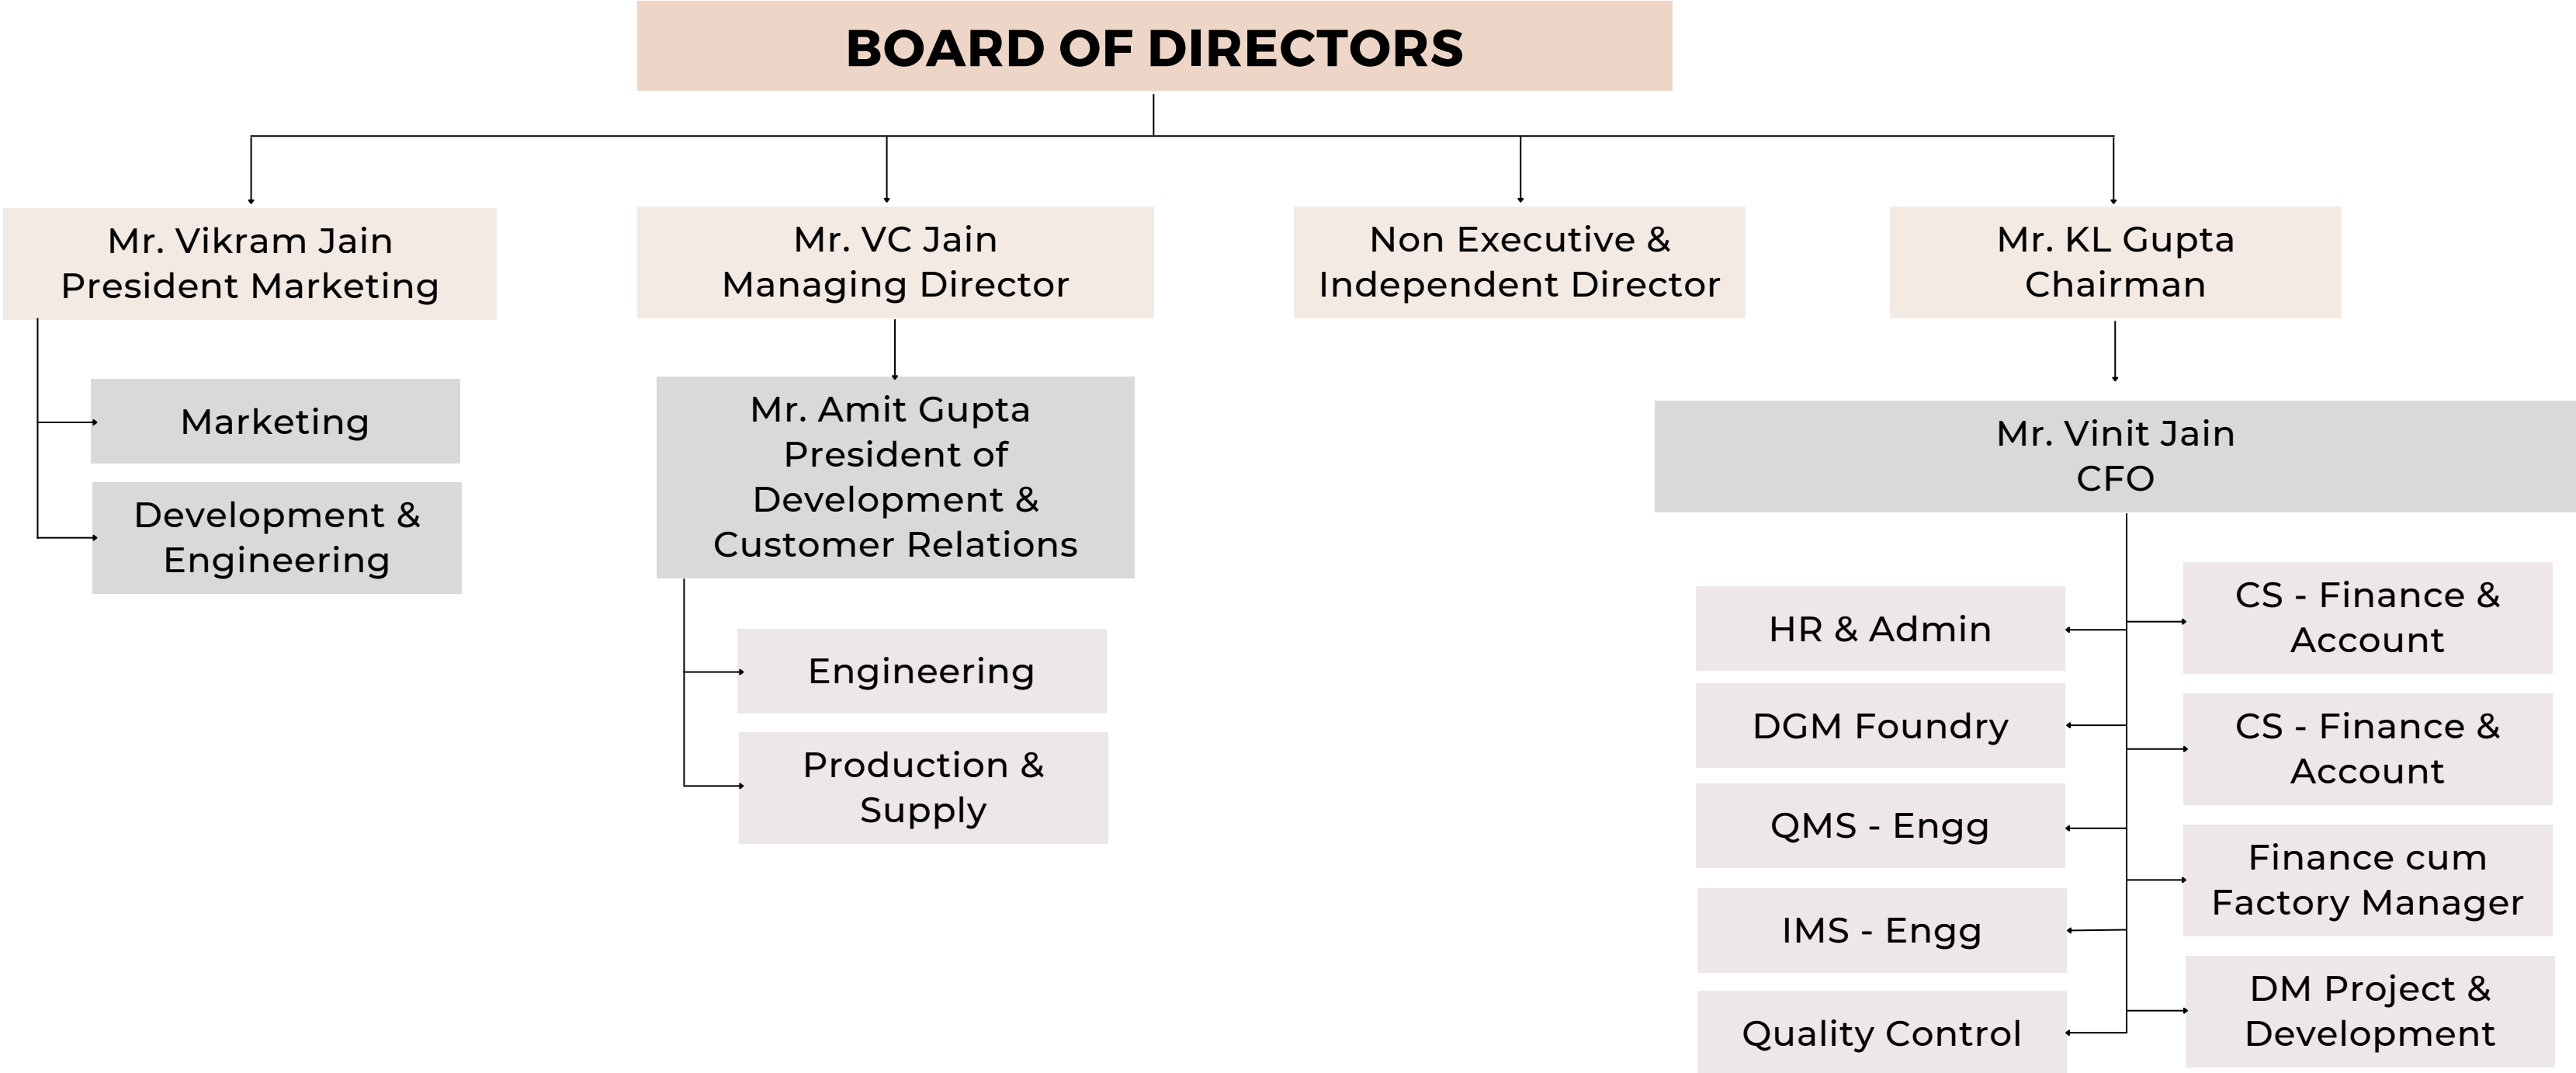 BOARD OF DIRECTORS
Mr. Vikram Jain
President Marketing
Mr. VC Jain
Managing Director
Non Executive &
Independent Director
Mr. KL Gupta
Chairman
Marketing
Development &
Engineering
Mr. Amit Gupta
President of
Development &
Customer Relations
Engineering
Production &
Supply
Mr. Vinit Jain
CFO
HR & Admin
DGM Foundry
QMS - Engg
IMS - Engg
Quality Control
CS - Finance &
Account
CS - Finance &
Account
Finance cum
Factory Manager
DM Project &
Development